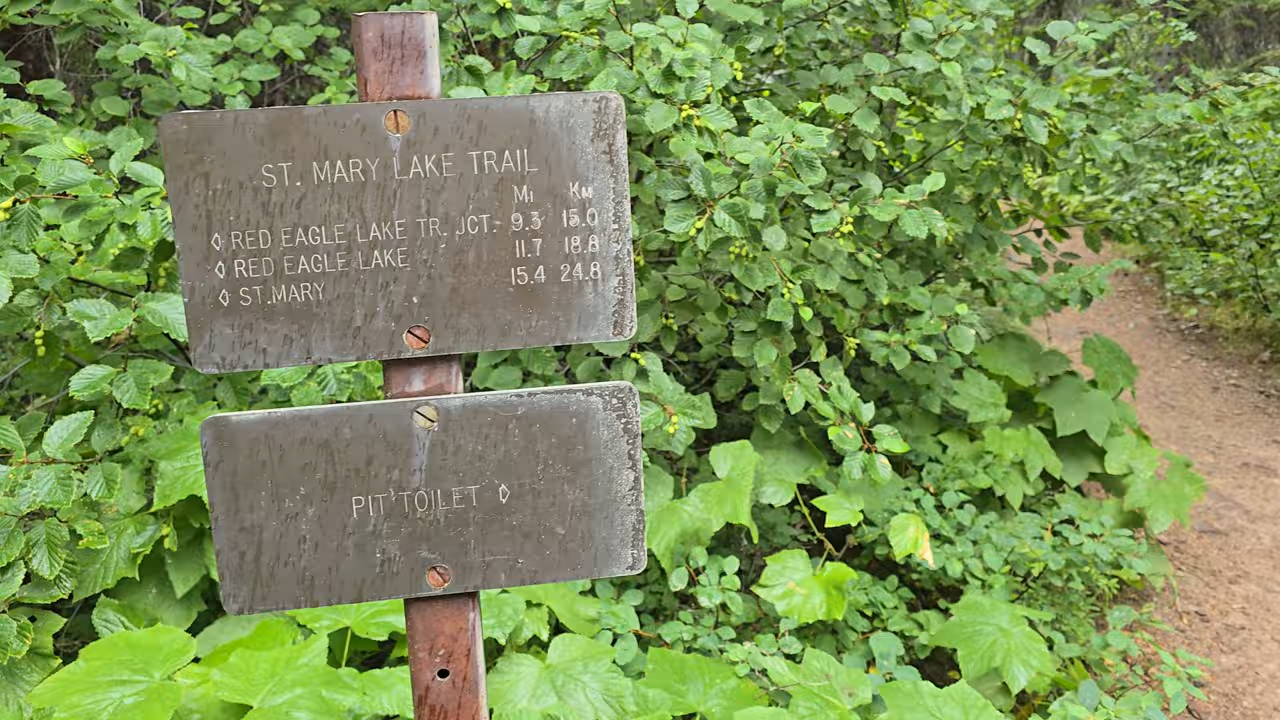 ST. MARY LAKE TRAIL
MI KM
◊ RED EAGLE LAKE TR. JCT. 9.3 15.0
◊ RED EAGLE LAKE 11.7 18.8
◊ ST.MARY 15.4 24.8
PIT TOILET ◊